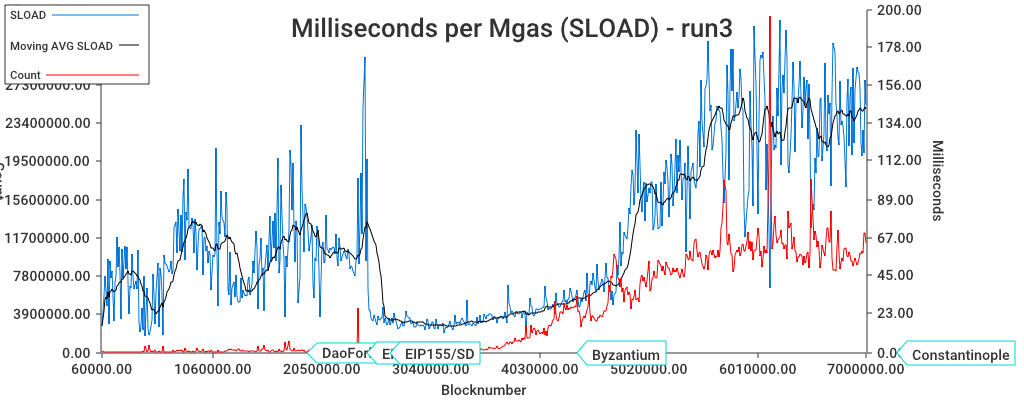 Milliseconds per Mgas (SLOAD) - run3
SLOAD
Moving AVG SLOAD
Count
27300000.00
23400000.00
19500000.00
15600000.00
11700000.00
7800000.00
3900000.00
0.00
200.00
178.00
156.00
134.00
112.00
89.00
67.00
45.00
23.00
0.0
Milliseconds
DaoFor
EIP155/SD
Byzantium
Constantinople
60000.00
1660000.00
2505000.00
3040000.00
4030000.00
5020000.00
6010000.00
7000000.00
Blocknumber